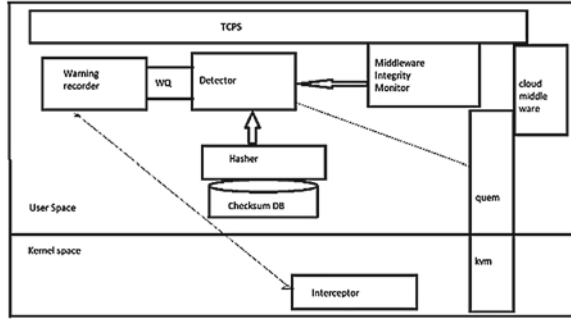 TCPS
Warning
recorder
WQ
Detector
Middleware
Integrity
Monitor
cloud
middle
ware
Hasher
Checksum DB
quem
User Space
Kernel space
kvm
Interceptor